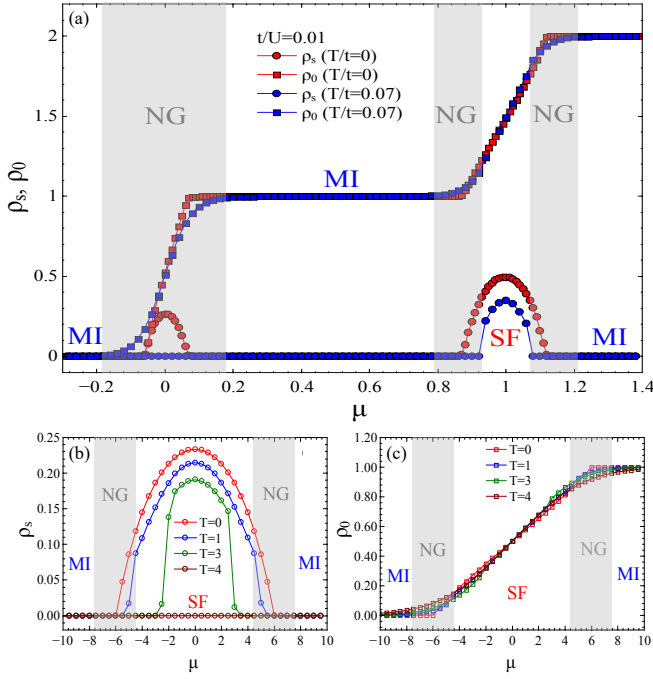 (a)
t/U=0.01
ρs (T/t=0)
ρ0 (T/t=0)
ρs (T/t=0.07)
ρ0 (T/t=0.07)
NG
NG
NG
MI
MI
SF
MI
ρs, ρ0
2
1
0.5
0
−0.2
0
0.2
0.4
0.6
0.8
1
1.2
1.4
μ
(b)
0.25
0.20
0.15
0.10
0.05
0.00
ρs
NG
NG
MI
MI
T=0
T=1
T=3
T=4
SF
−10 −8 −6 −4 −2 0 2 4 6 8 10
μ
(c)
1.00
0.80
0.60
0.40
0.20
0.00
ρ0
T=0
T=1
T=3
T=4
NG
NG
MI
SF
MI
−10 −8 −6 −4 −2 0 2 4 6 8 10
μ